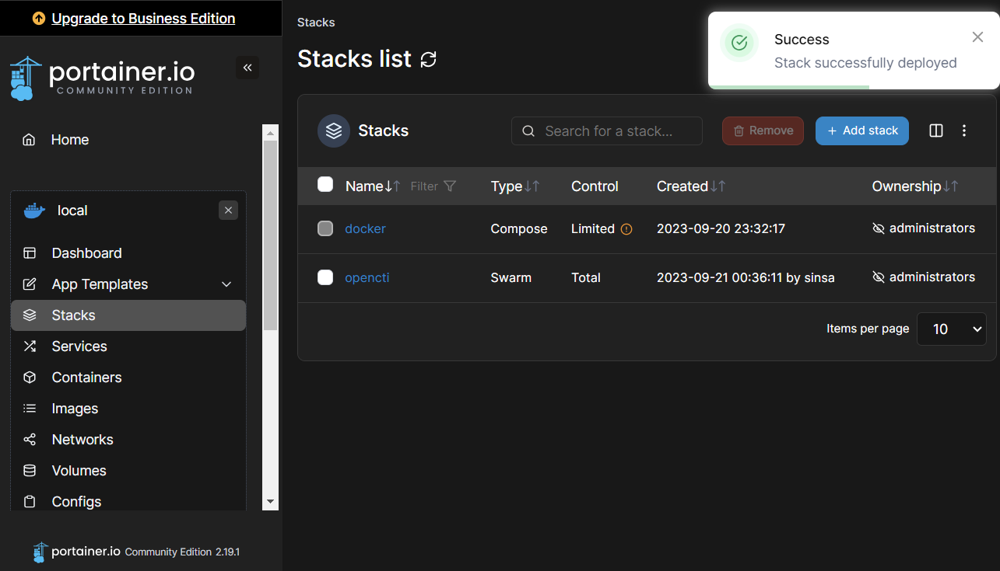 Upgrade to Business Edition
portainer.io
COMMUNITY EDITION
Home
local
Dashboard
App Templates
Stacks
Services
Containers
Images
Networks
Volumes
Configs
portainer.io Community Edition 2.19.1
Stacks
Stacks list
Success
Stack successfully deployed
Stacks Search for a stack... Remove + Add stack
Name Filter Type Control Created Ownership
docker Compose Limited 2023-09-20 23:32:17 administrators
opencti Swarm Total 2023-09-21 00:36:11 by sinsa administrators
Items per page 10